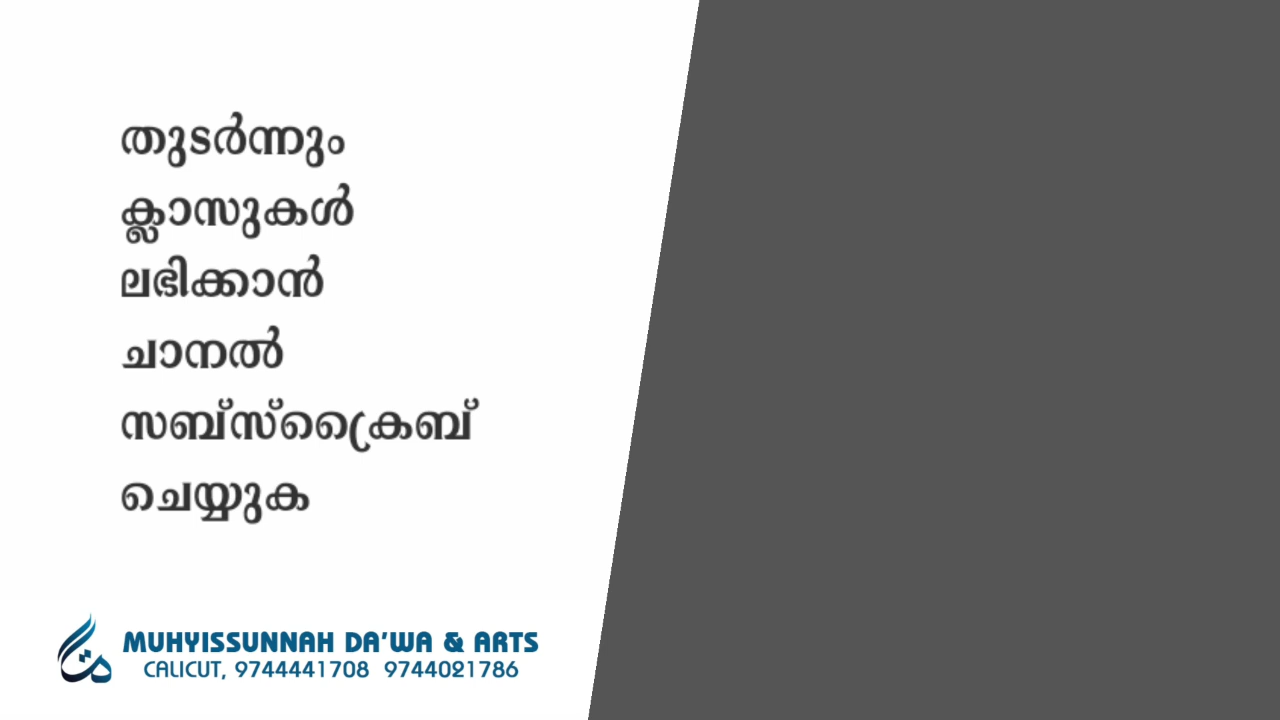 തുടർന്നും
ക്ലാസുകൾ
ലഭിക്കാൻ
ചാനൽ
സബ്സ്ക്രൈബ്
ചെയ്യുക
MUHYISSUNNAH DA'WA & ARTS
CALICUT, 9744441708 9744021786